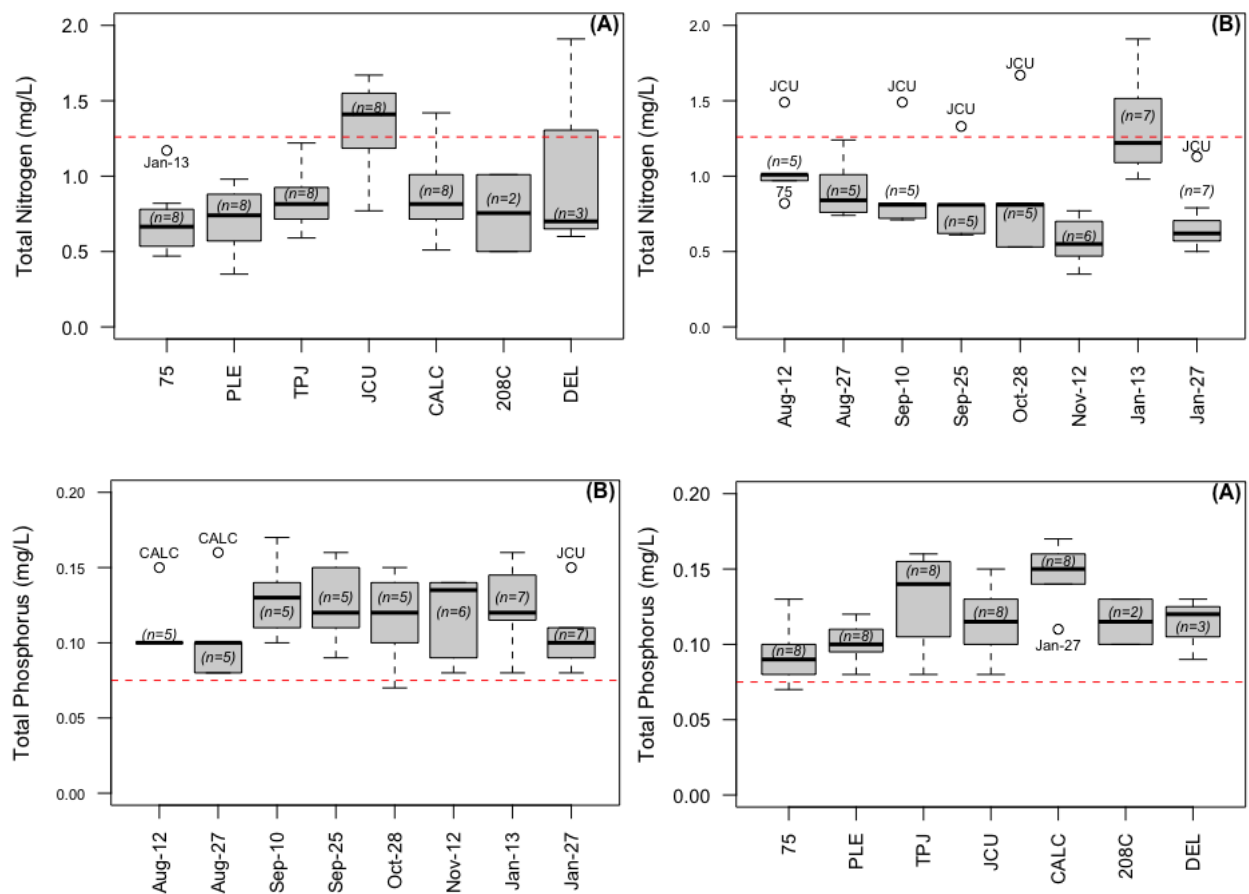 (A)
Total Nitrogen (mg/L)
2.0
1.5
1.0
0.5
0.0
Jan-13
(n=8)
(n=8)
(n=8)
(n=8)
(n=8)
(n=2)
(n=3)
75
PLE
TPJ
JCU
CALC
208C
DEL
(B)
Total Nitrogen (mg/L)
2.0
1.5
1.0
0.5
0.0
JCU
JCU
JCU
JCU
JCU
75
(n=5)
(n=5)
(n=5)
(n=5)
(n=5)
(n=6)
(n=7)
(n=7)
Aug-12
Aug-27
Sep-10
Sep-25
Oct-28
Nov-12
Jan-13
Jan-27
(B)
Total Phosphorus (mg/L)
0.20
0.15
0.10
0.05
0.00
CALC
CALC
JCU
(n=5)
(n=5)
(n=5)
(n=5)
(n=5)
(n=6)
(n=7)
(n=7)
Aug-12
Aug-27
Sep-10
Sep-25
Oct-28
Nov-12
Jan-13
Jan-27
(A)
Total Phosphorus (mg/L)
0.20
0.15
0.10
0.05
0.00
(n=8)
(n=8)
(n=8)
(n=8)
(n=8)
Jan-27
(n=2)
(n=3)
75
PLE
TPJ
JCU
CALC
208C
DEL